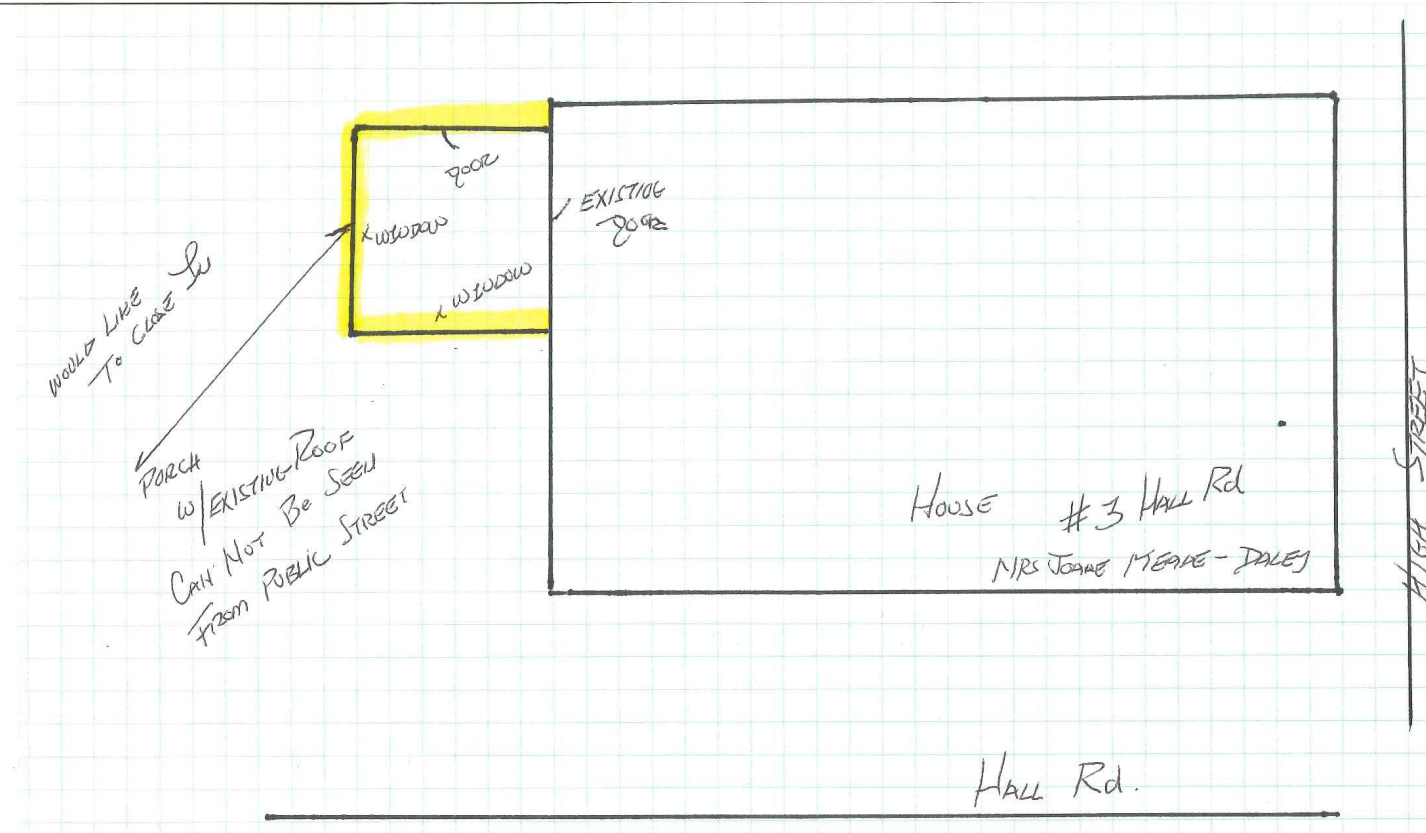 DOOR
EXISTING
DOOR
X WINDOW
X WINDOW
WOULD LIKE
TO CLOSE IN
PORCH
W/EXISTING ROOF
CAN NOT BE SEEN
FROM PUBLIC STREET
HOUSE #3 HALL Rd
MRS JOANE MEADE-DALEY
HIGH STREET
HALL Rd.